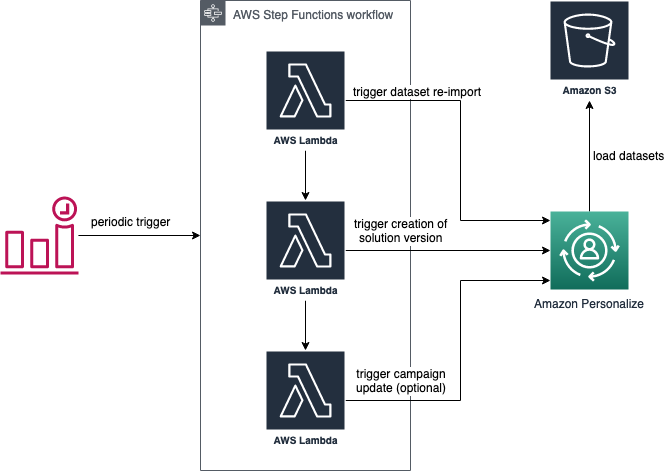 AWS Step Functions workflow
trigger dataset re-import
AWS Lambda
Amazon S3
load datasets
periodic trigger
trigger creation of
solution version
AWS Lambda
Amazon Personalize
trigger campaign
update (optional)
AWS Lambda